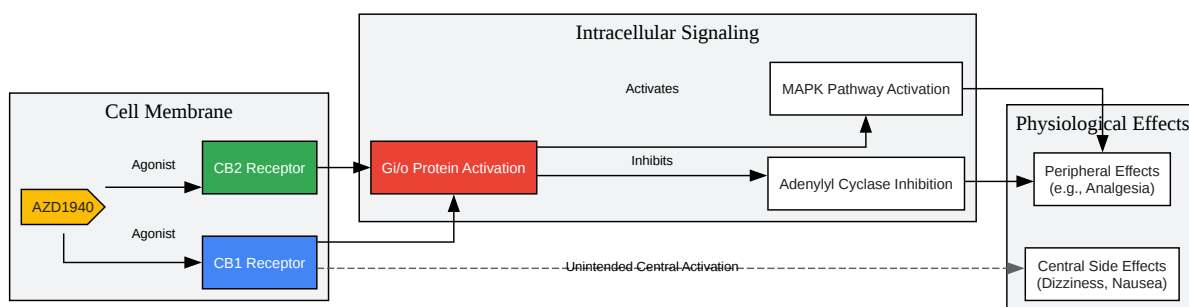 Intracellular Signaling
Activates
MAPK Pathway Activation
Cell Membrane
Physiological Effects
Agonist
CB2 Receptor
Gi/o Protein Activation
Inhibits
Adenylyl Cyclase Inhibition
Peripheral Effects
(e.g., Analgesia)
AZD1940
Agonist
CB1 Receptor
Unintended Central Activation
Central Side Effects
(Dizziness, Nausea)